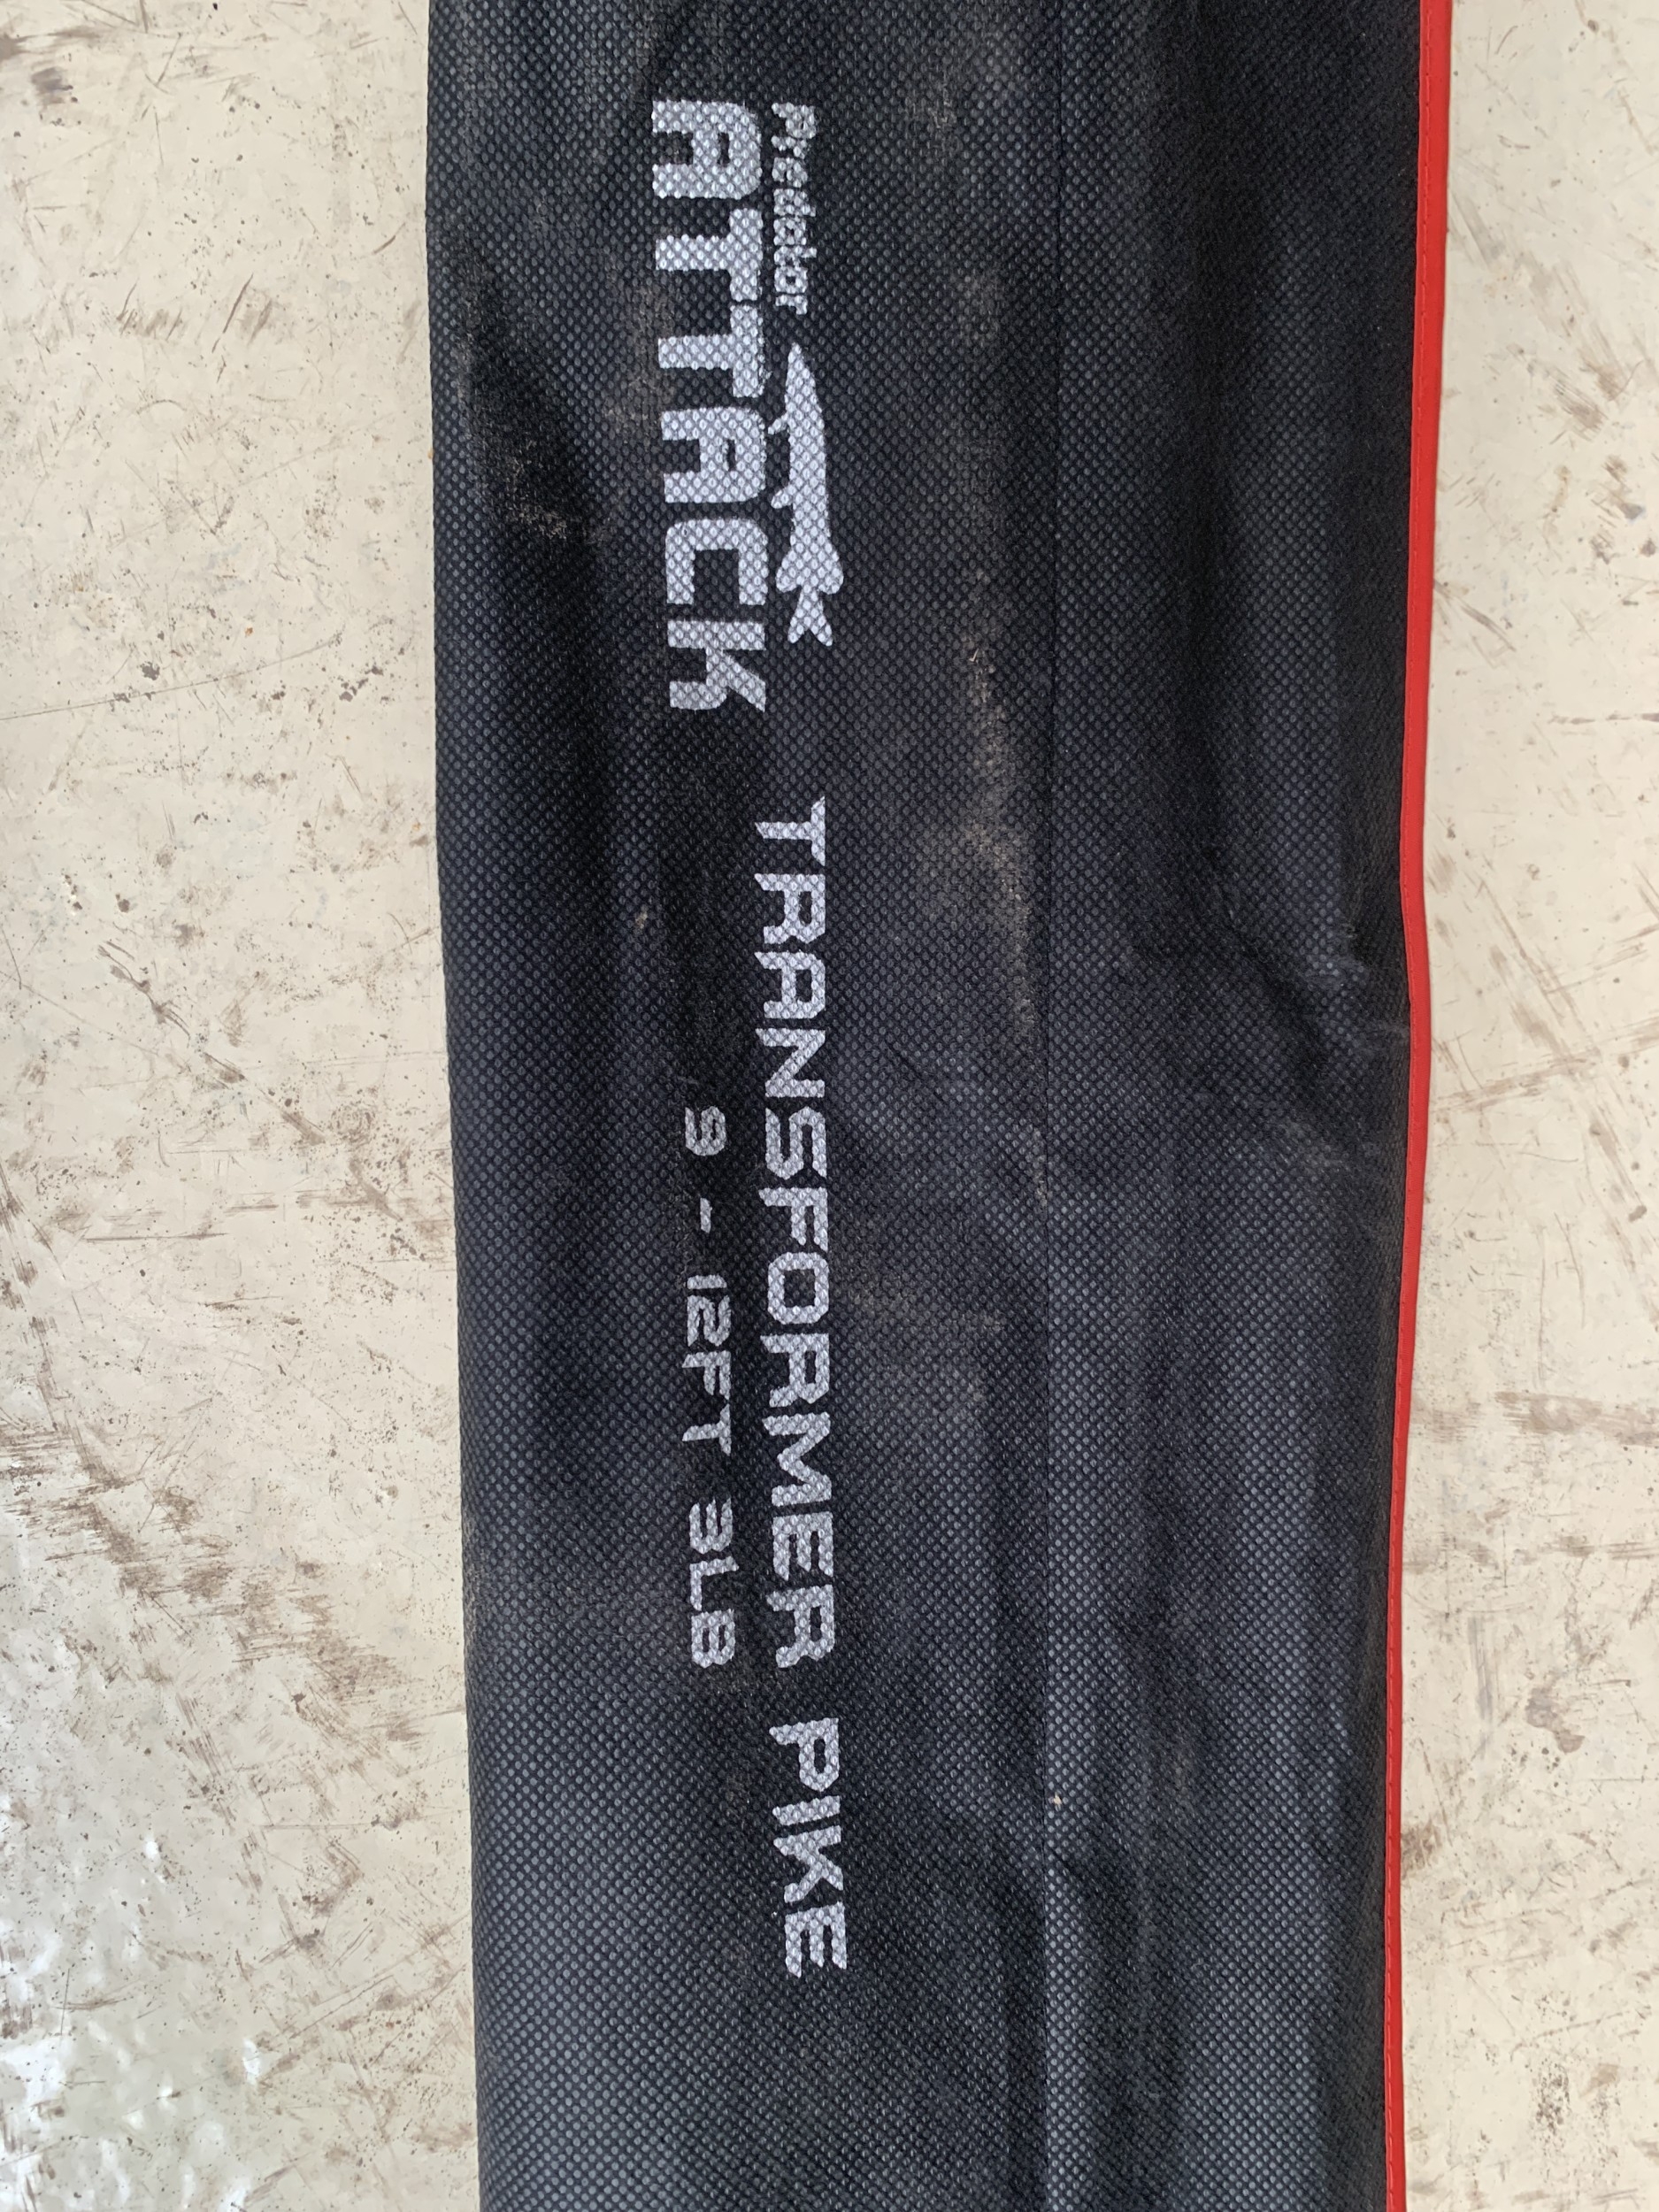 Predator
ATTACK
TRANSFORMER PIKE
9 - 12FT 3LB